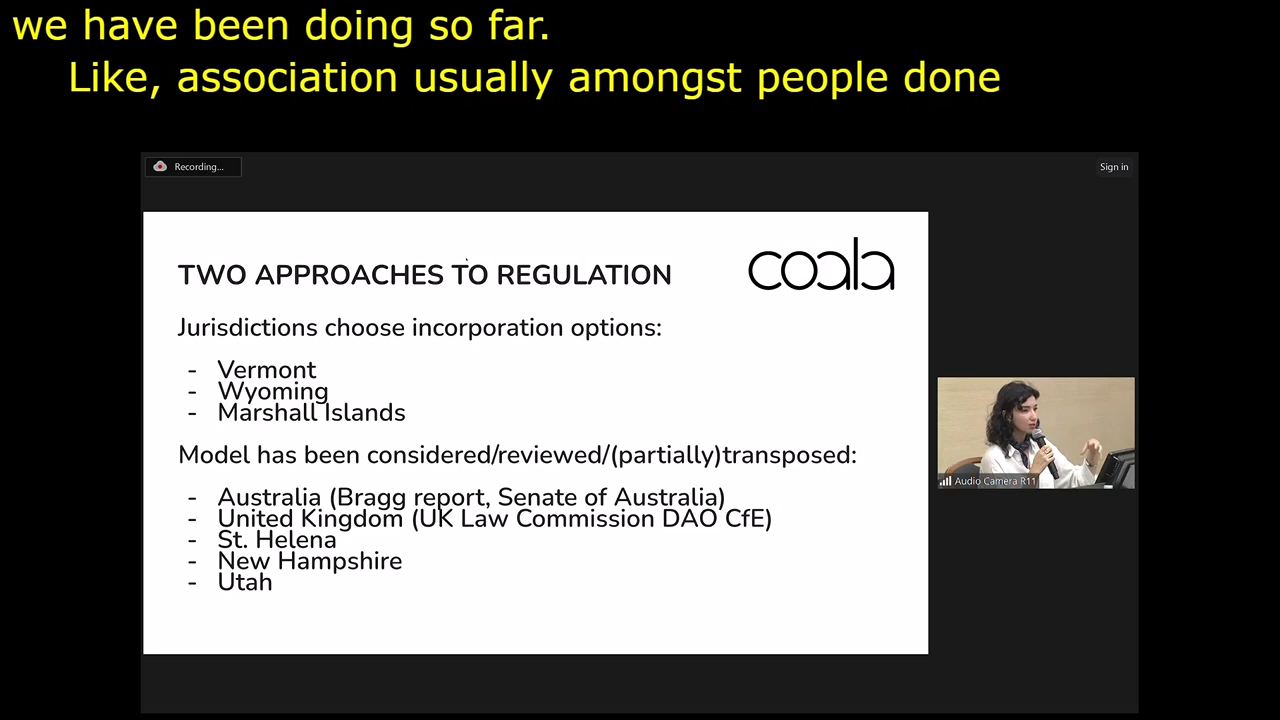 we have been doing so far.
Like, association usually amongst people done
Recording...
Sign in
TWO APPROACHES TO REGULATION
coala
Jurisdictions choose incorporation options:
- Vermont
- Wyoming
- Marshall Islands
Model has been considered/reviewed/(partially)transposed:
- Australia (Bragg report, Senate of Australia)
- United Kingdom (UK Law Commission DAO CfE)
- St. Helena
- New Hampshire
- Utah
Audio Camera R11